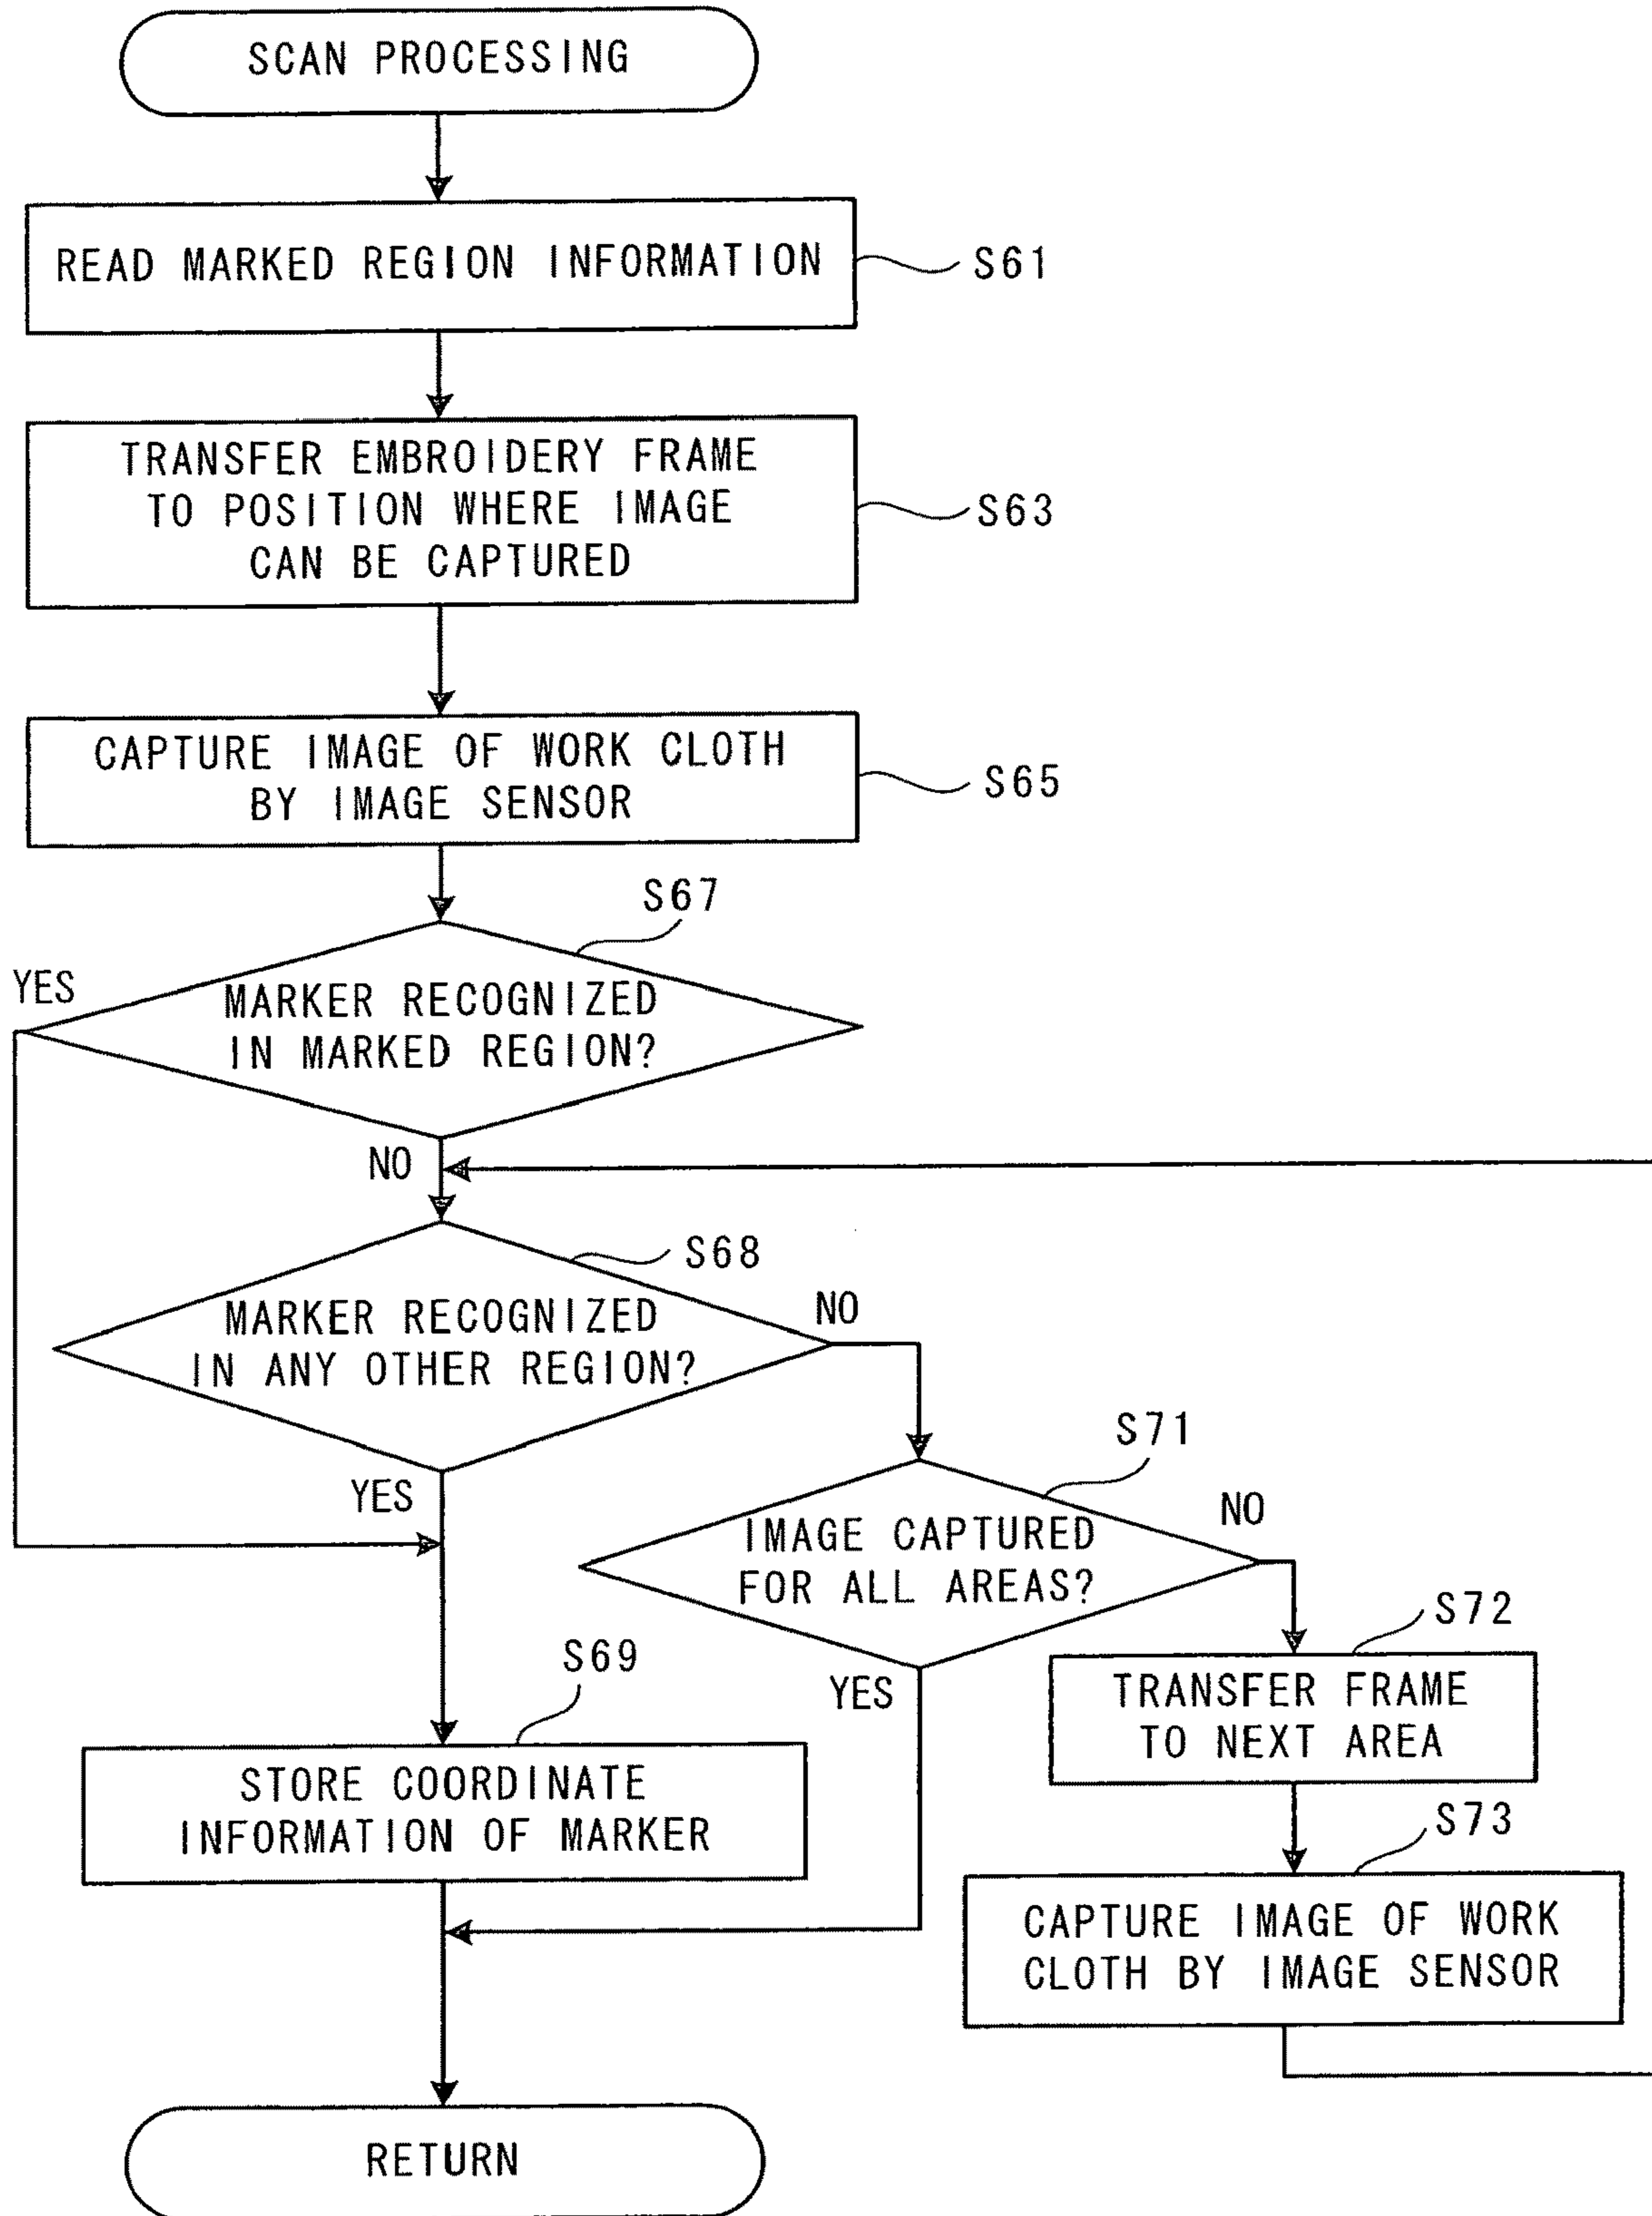 SCAN PROCESSING
READ MARKED REGION INFORMATION
S61
TRANSFER EMBROIDERY FRAME
TO POSITION WHERE IMAGE
CAN BE CAPTURED
S63
CAPTURE IMAGE OF WORK CLOTH
BY IMAGE SENSOR
S65
S67
YES
MARKER RECOGNIZED
IN MARKED REGION?
NO
S68
MARKER RECOGNIZED
IN ANY OTHER REGION?
NO
YES
S71
IMAGE CAPTURED
FOR ALL AREAS?
NO
YES
S72
TRANSFER FRAME
TO NEXT AREA
S69
STORE COORDINATE
INFORMATION OF MARKER
S73
CAPTURE IMAGE OF WORK
CLOTH BY IMAGE SENSOR
RETURN